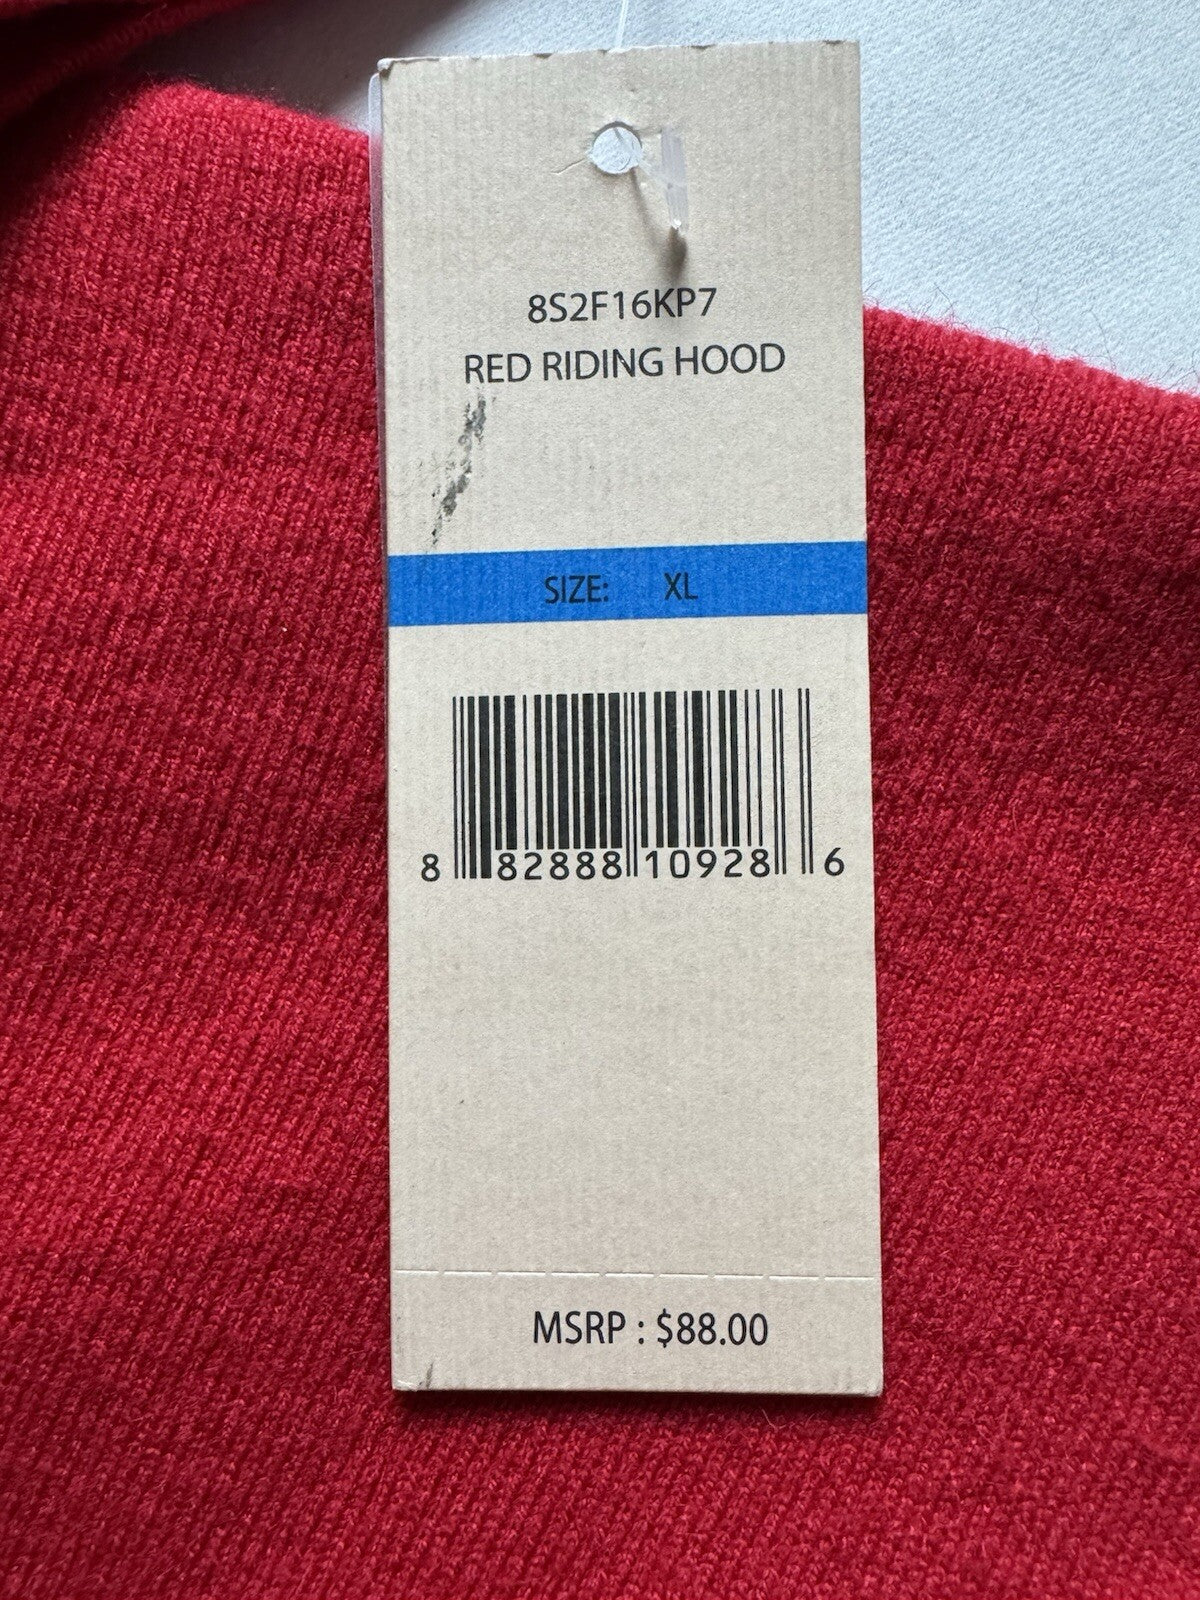 8S2F16KP7
RED RIDING HOOD
SIZE: XL
8 82888 10928 6
MSRP : $88.00